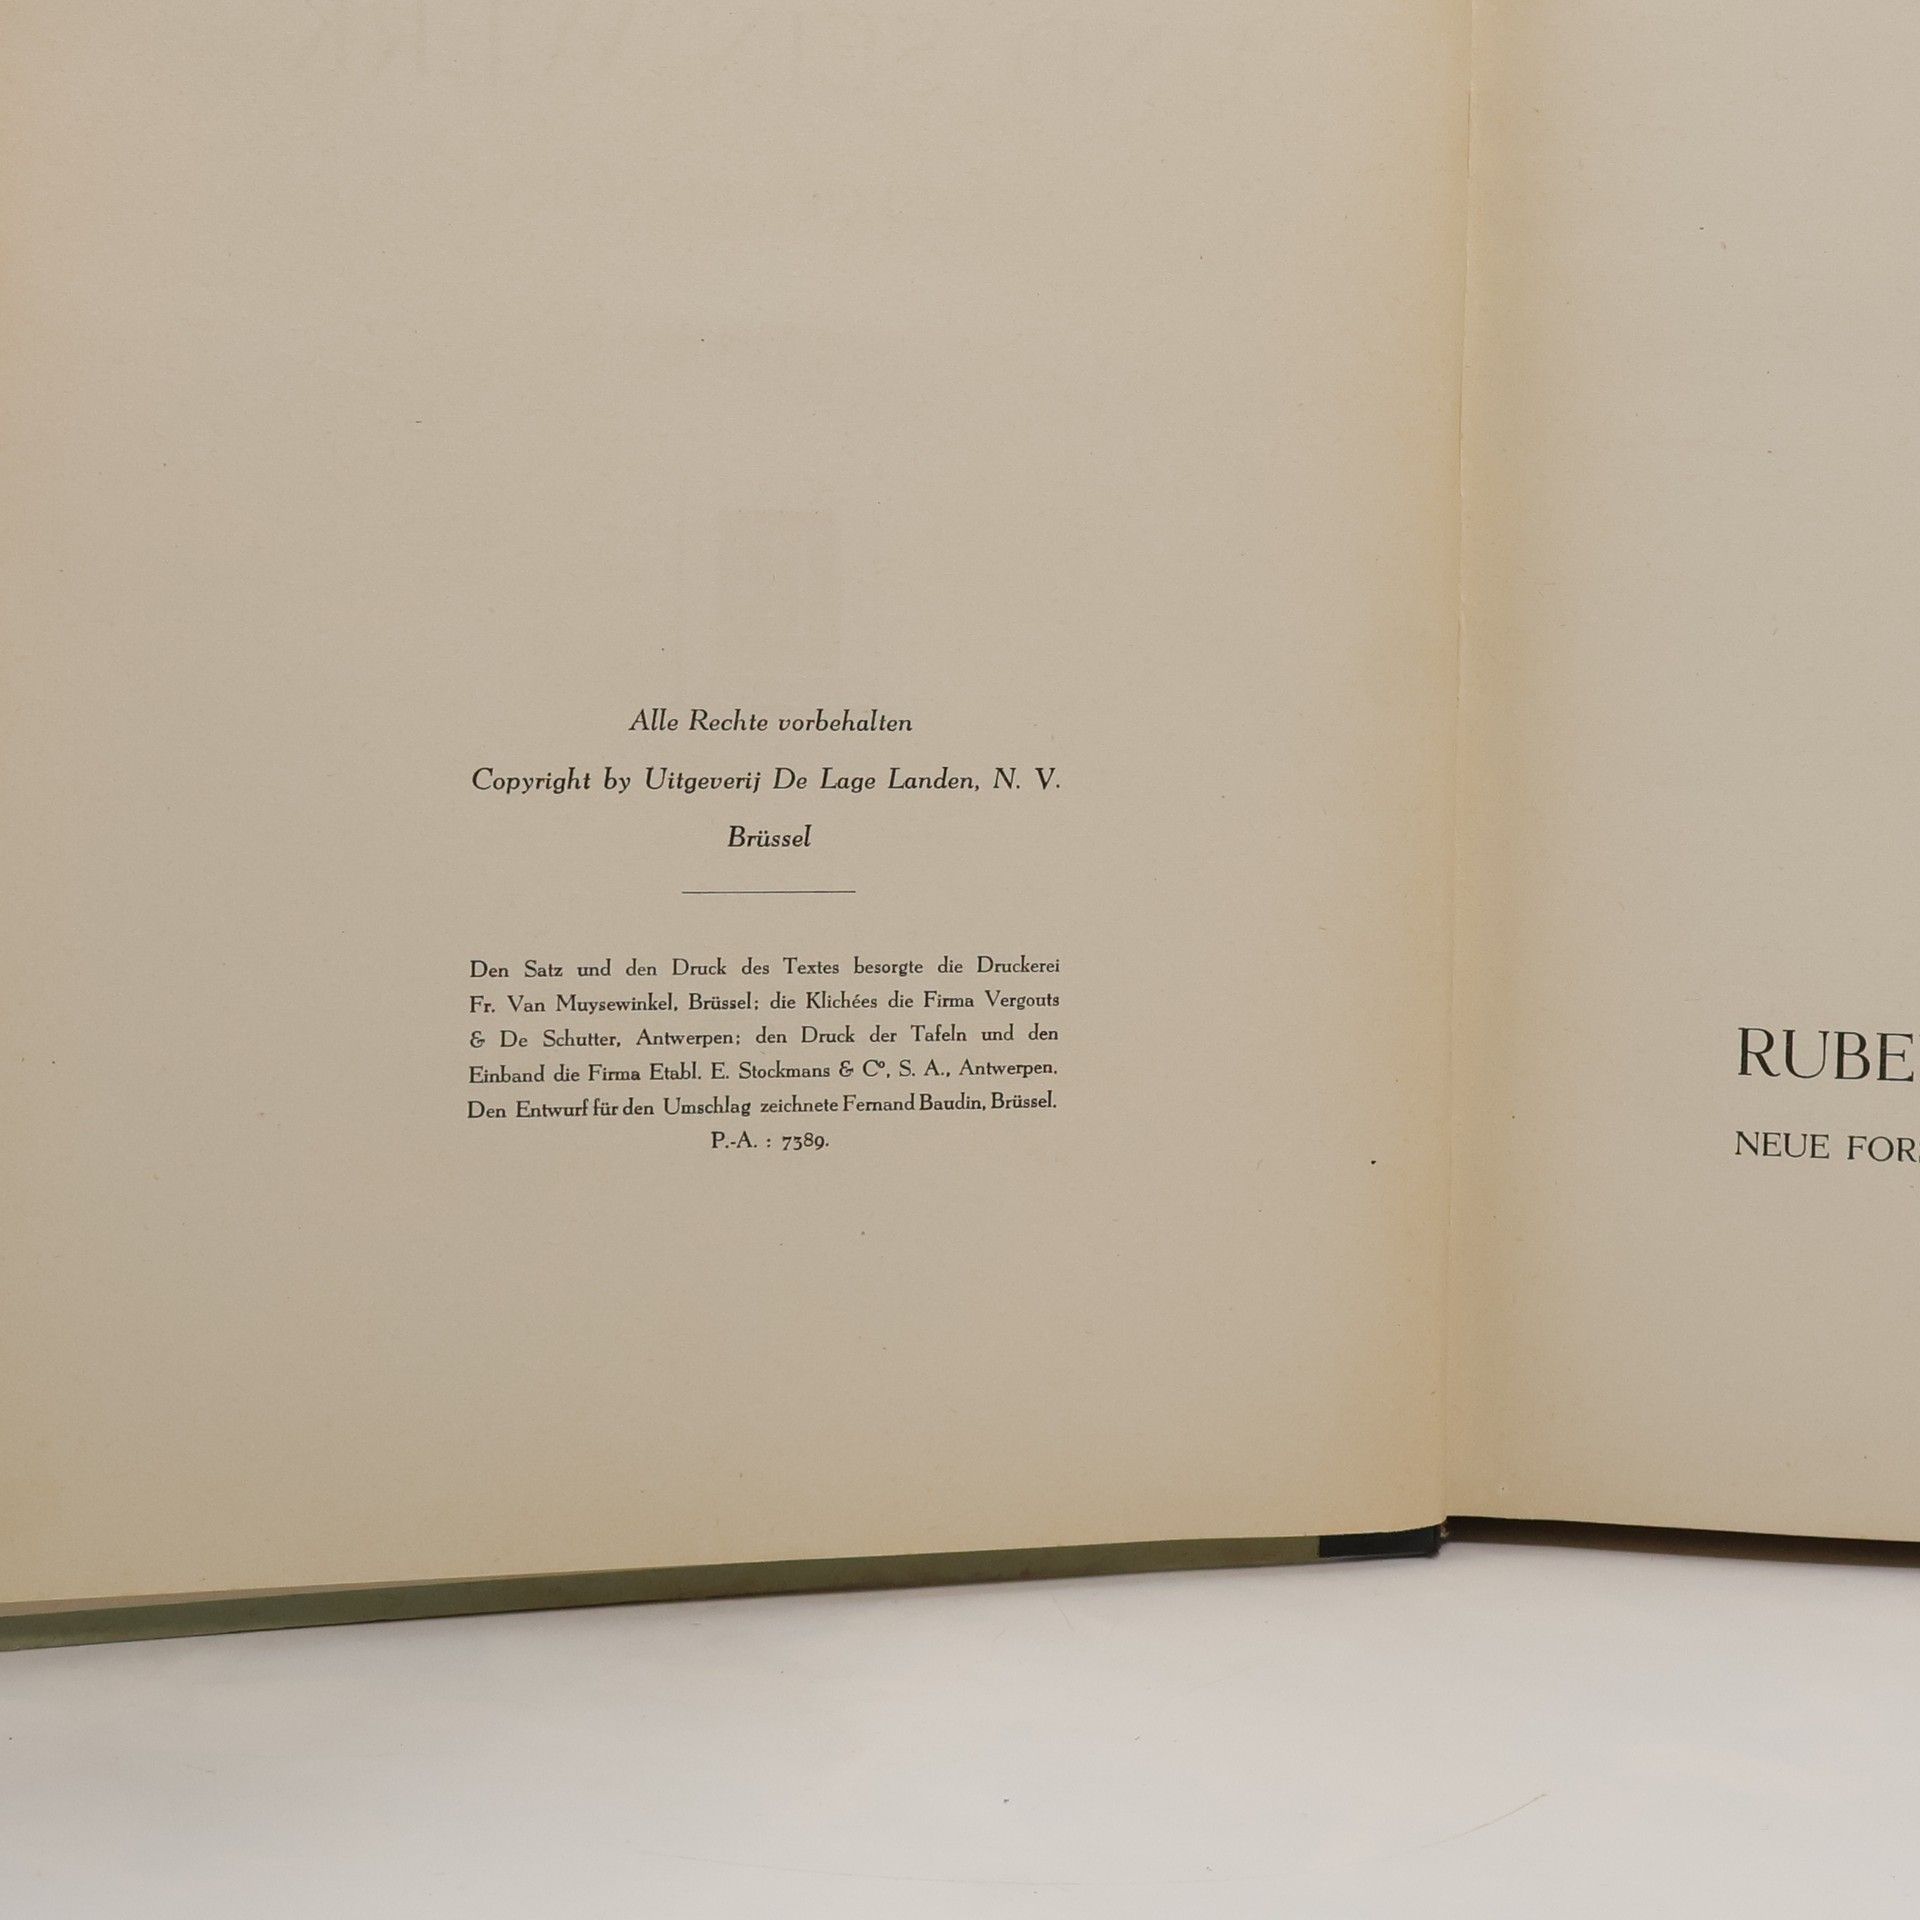 Alle Rechte vorbehalten
Copyright by Uitgeverij De Lage Landen, N. V.
Brüssel
Den Satz und den Druck des Textes besorgte die Druckerei
Fr. Van Muysewinkel, Brüssel; die Klichées die Firma Vergouts
& De Schutter, Antwerpen; den Druck der Tafeln und den
Einband die Firma Etabl. E. Stockmans & Cº, S. A., Antwerpen.
Den Entwurf für den Umschlag zeichnete Fernand Baudin, Brüssel.
P.-A. : 7389.
RUBE
NEUE FORS